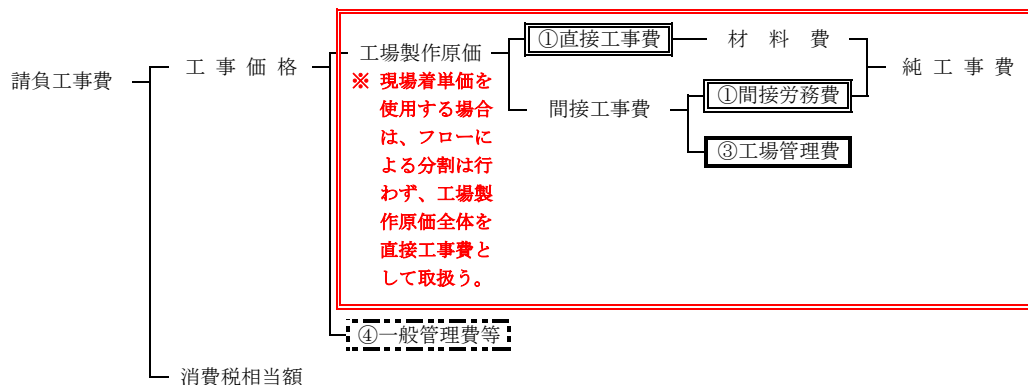 請負工事費
工事価格
工場製作原価
①直接工事費
材料費
純工事費
※ 現場着単価を
使用する場合
は、フローに
よる分割は行
わず、工場製
作原価全体を
直接工事費と
して取扱う。
間接工事費
①間接労務費
③工場管理費
④一般管理費等
消費税相当額